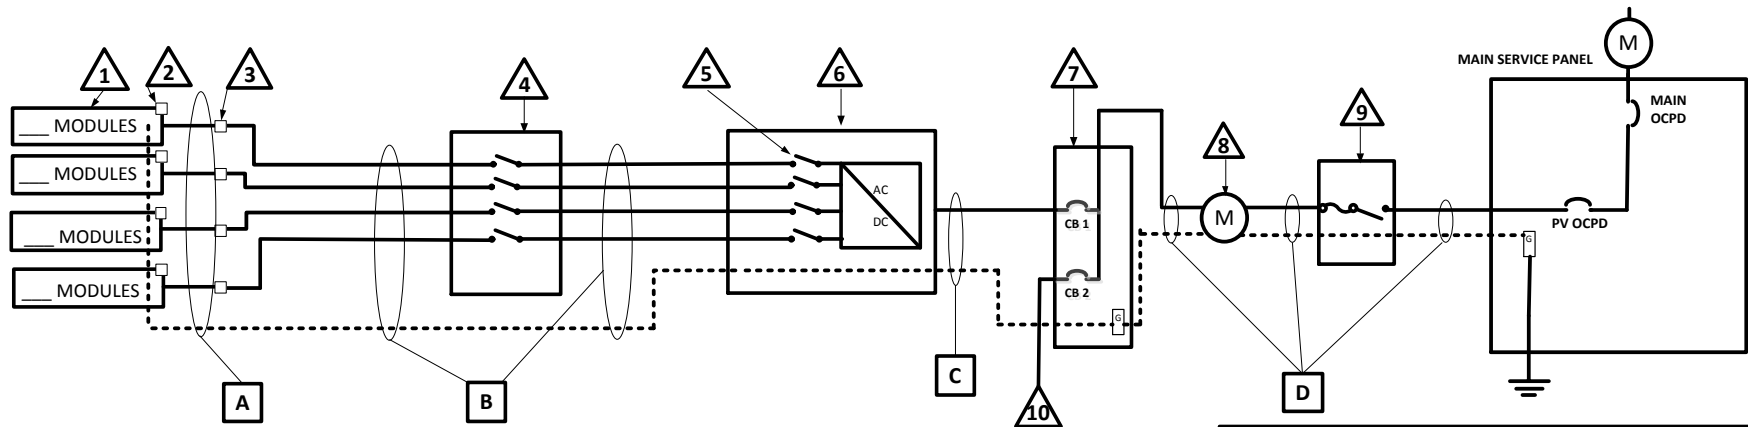 M
MAIN SERVICE PANEL
1
2
3
4
5
6
7
8
9
MAIN
OCPD
___ MODULES
___ MODULES
___ MODULES
___ MODULES
AC
DC
CB 1
M
PV OCPD
G
CB 2
G
A
B
C
D
10